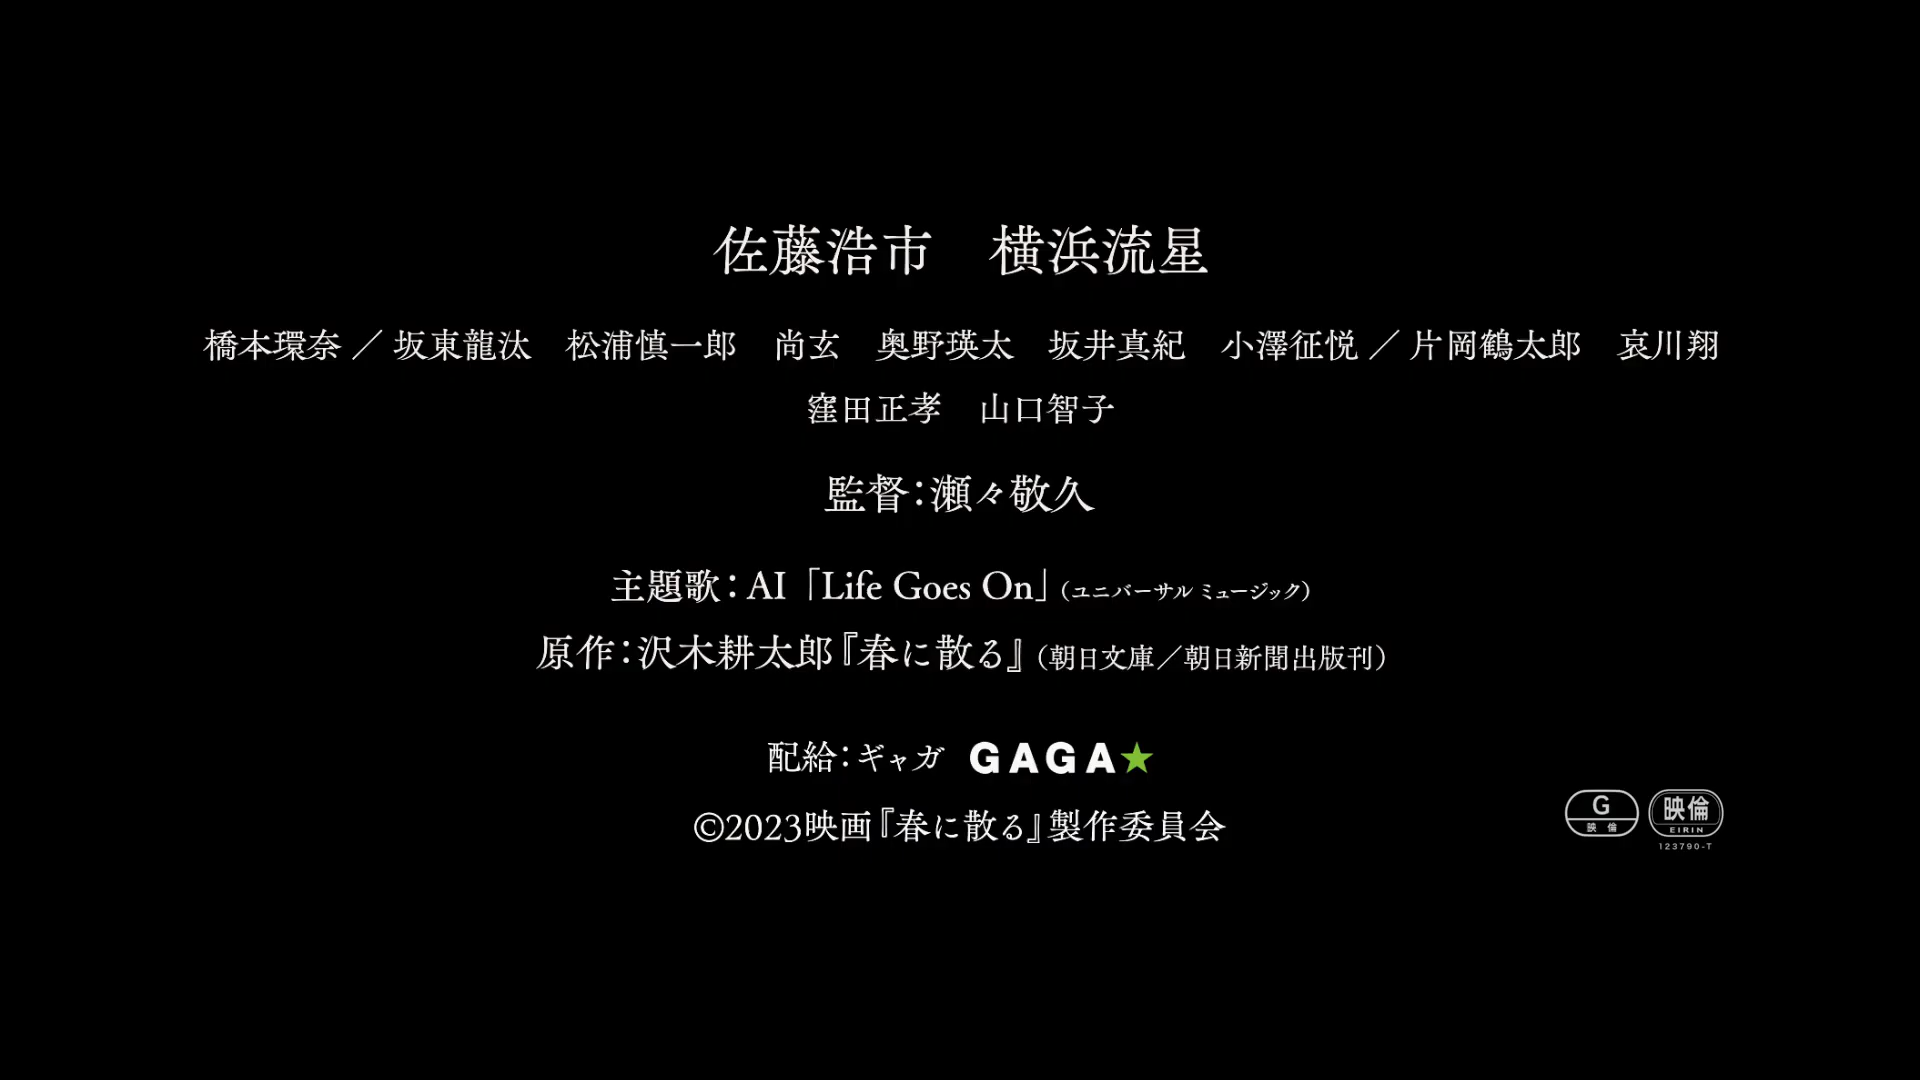 佐藤浩市　横浜流星
橋本環奈／坂東龍汰　松浦慎一郎　尚玄　奥野瑛太　坂井真紀　小澤征悦／片岡鶴太郎　哀川翔
窪田正孝　山口智子
監督：瀬々敬久
主題歌：AI「Life Goes On」（ユニバーサル ミュージック）
原作：沢木耕太郎『春に散る』（朝日文庫／朝日新聞出版刊）
配給：ギャガ GAGA★
©2023映画『春に散る』製作委員会
G
映倫
映倫
EIRIN
123790-T